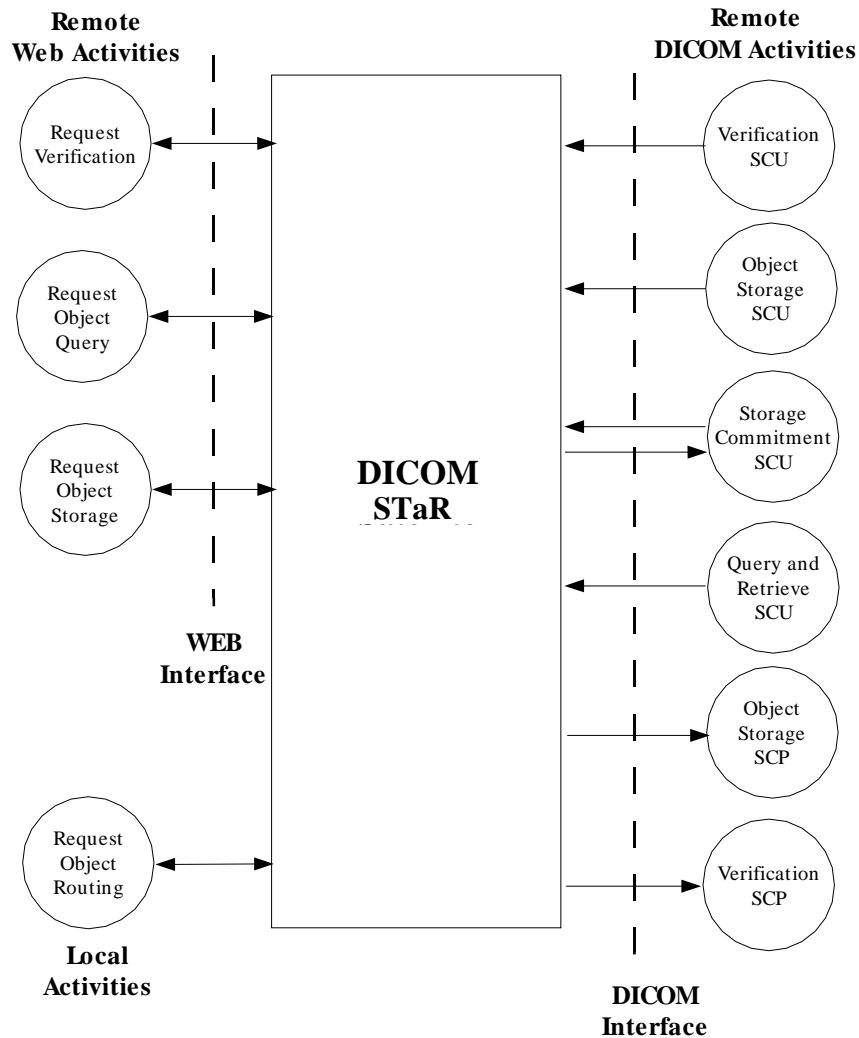 Remote
Web Activities
Remote
DICOM Activities
Request
Verification
Request
Object
Query
Request
Object
Storage
WEB
Interface
Request
Object
Routing
Local
Activities
DICOM
STaR
Verification
SCU
Object
Storage
SCU
Storage
Commitment
SCU
Query and
Retrieve
SCU
Object
Storage
SCP
Verification
SCP
DICOM
Interface